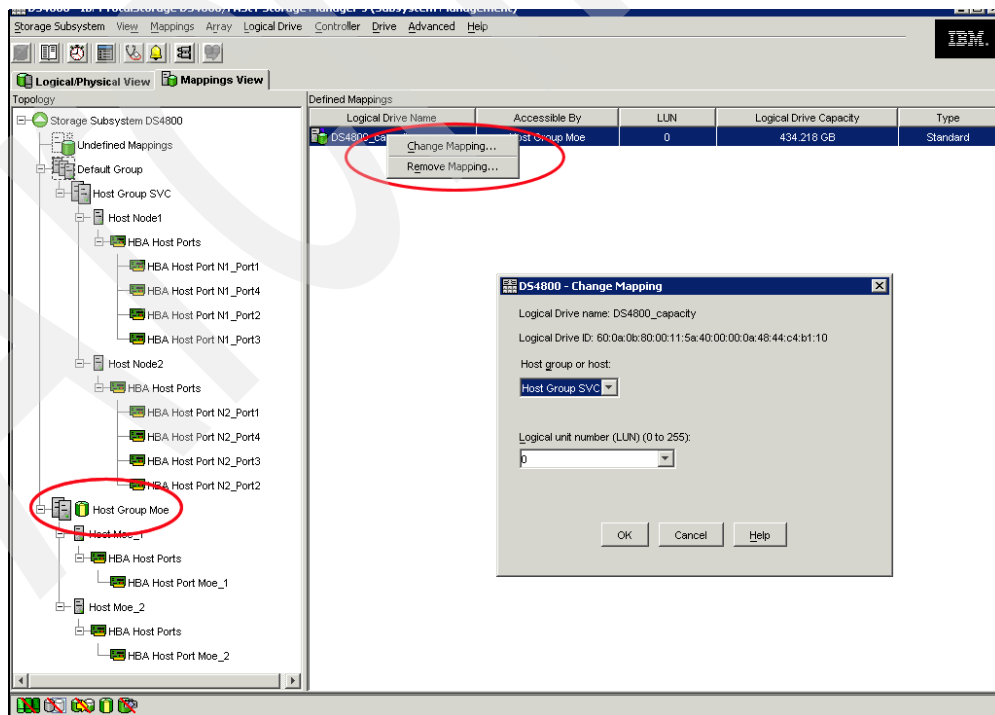 Storage Subsystem View Mappings Array Logical Drive Controller Drive Advanced Help
IBM.
Logical/Physical View Mappings View
Topology
Storage Subsystem DS4800
Undefined Mappings
Default Group
Host Group SVC
Host Node1
HBA Host Ports
HBA Host Port N1_Port1
HBA Host Port N1_Port4
HBA Host Port N1_Port2
HBA Host Port N1_Port3
Host Node2
HBA Host Ports
HBA Host Port N2_Port1
HBA Host Port N2_Port4
HBA Host Port N2_Port3
HBA Host Port N2_Port2
Host Group Moe
Host Moe_1
HBA Host Ports
HBA Host Port Moe_1
Host Moe_2
HBA Host Ports
HBA Host Port Moe_2
Defined Mappings
Logical Drive Name Accessible By LUN Logical Drive Capacity Type
Host Group Moe 0 434.218 GB Standard
Change Mapping...
Remove Mapping...
DS4800 - Change Mapping
Logical Drive name: DS4800_capacity
Logical Drive ID: 60:0a:0b:80:00:11:5a:40:00:00:0a:48:44:c4:b1:10
Host group or host:
Host Group SVC
Logical unit number (LUN) (0 to 255):
0
OK Cancel Help